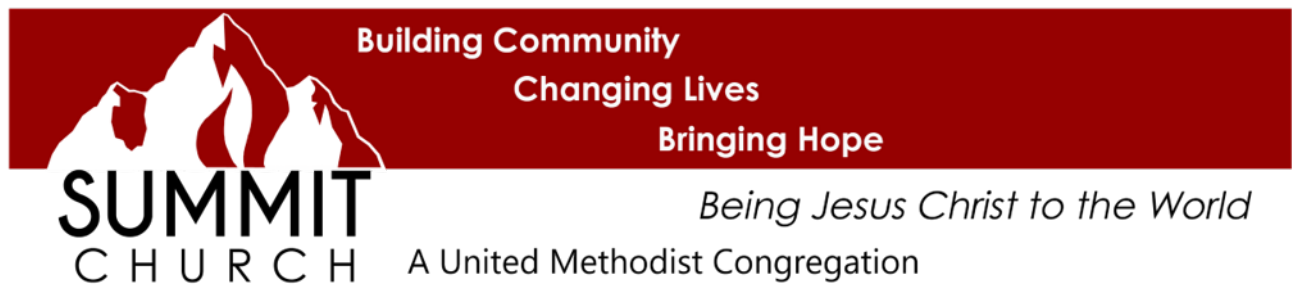 Building Community
Changing Lives
Bringing Hope
SUMMIT
CHURCH
Being Jesus Christ to the World
A United Methodist Congregation